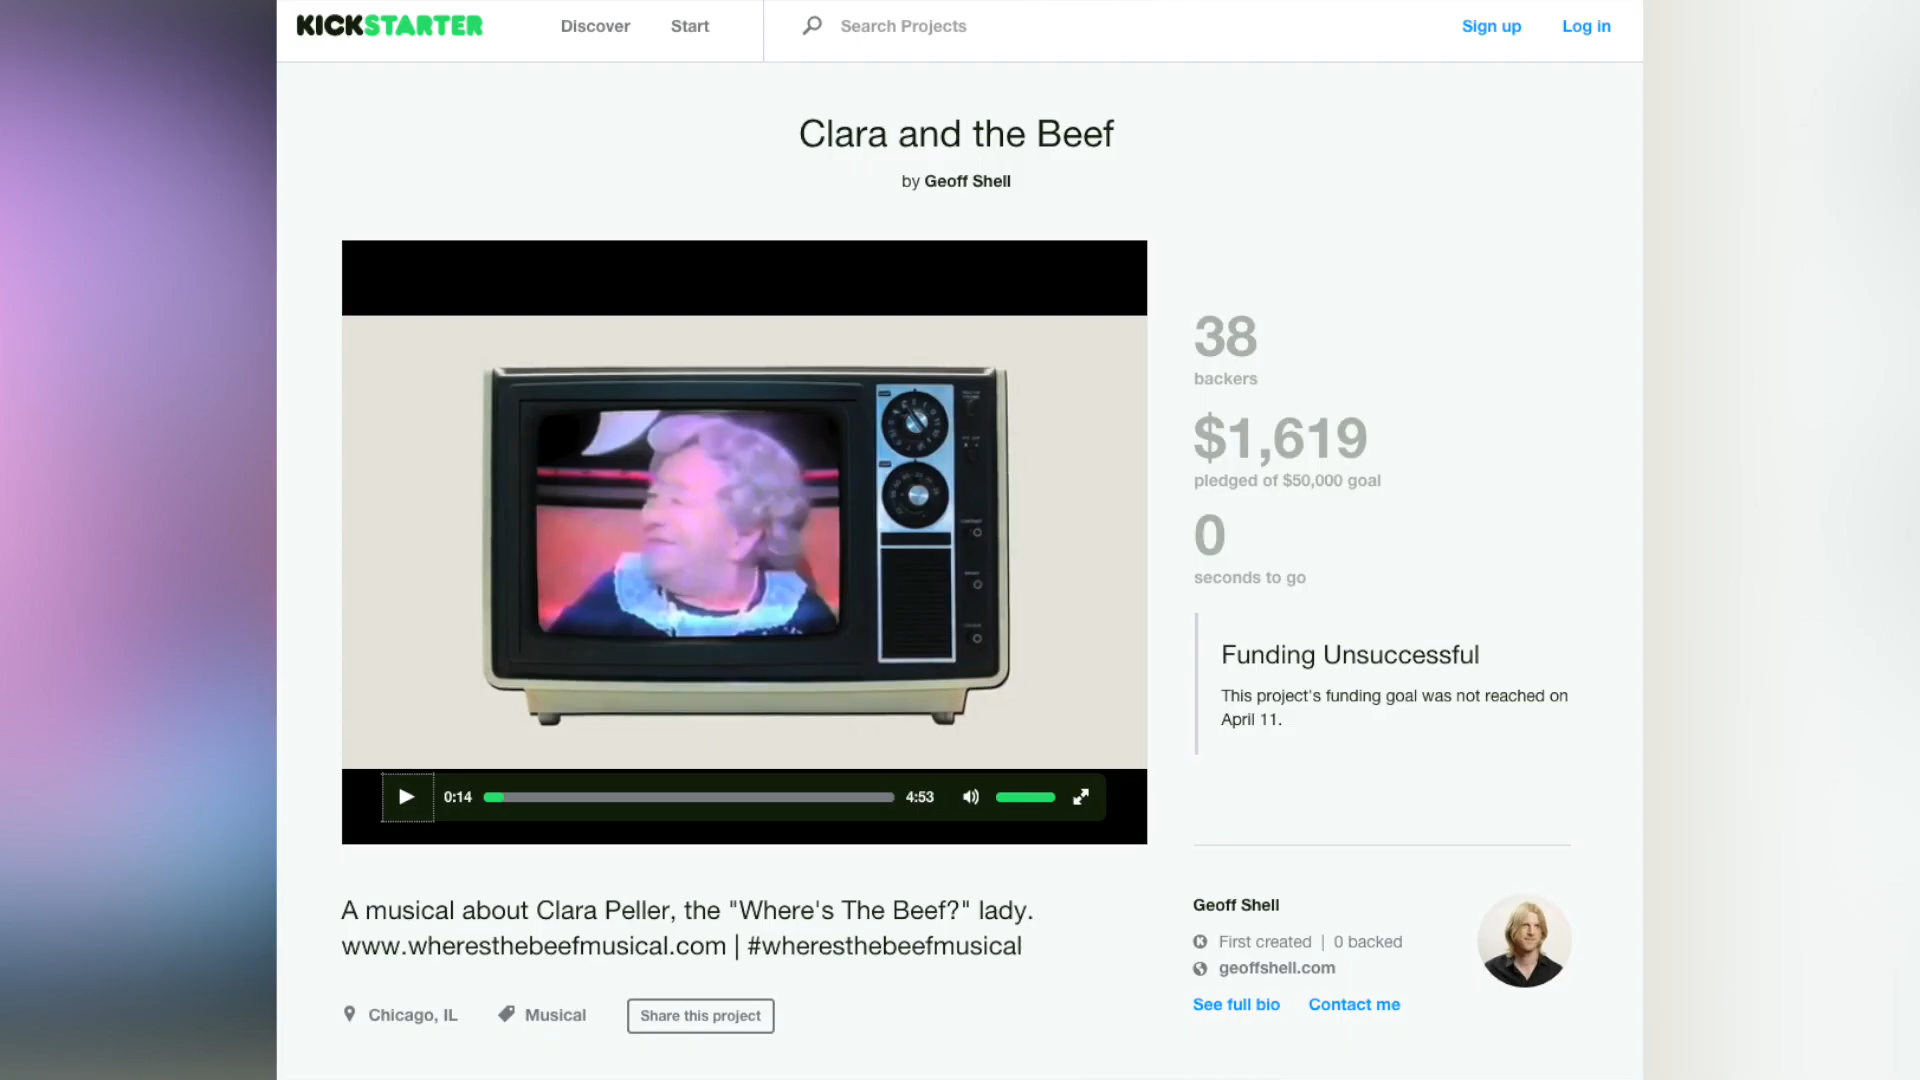 KICKSTARTER
Discover
Start
Search Projects
Sign up
Log in
Clara and the Beef
by Geoff Shell
38
backers
$1,619
pledged of $50,000 goal
0
seconds to go
Funding Unsuccessful
This project's funding goal was not reached on
April 11.
0:14
4:53
A musical about Clara Peller, the "Where's The Beef?" lady.
www.wheresthebeefmusical.com | #wheresthebeefmusical
Chicago, IL
Musical
Share this project
Geoff Shell
First created | 0 backed
geoffshell.com
See full bio
Contact me